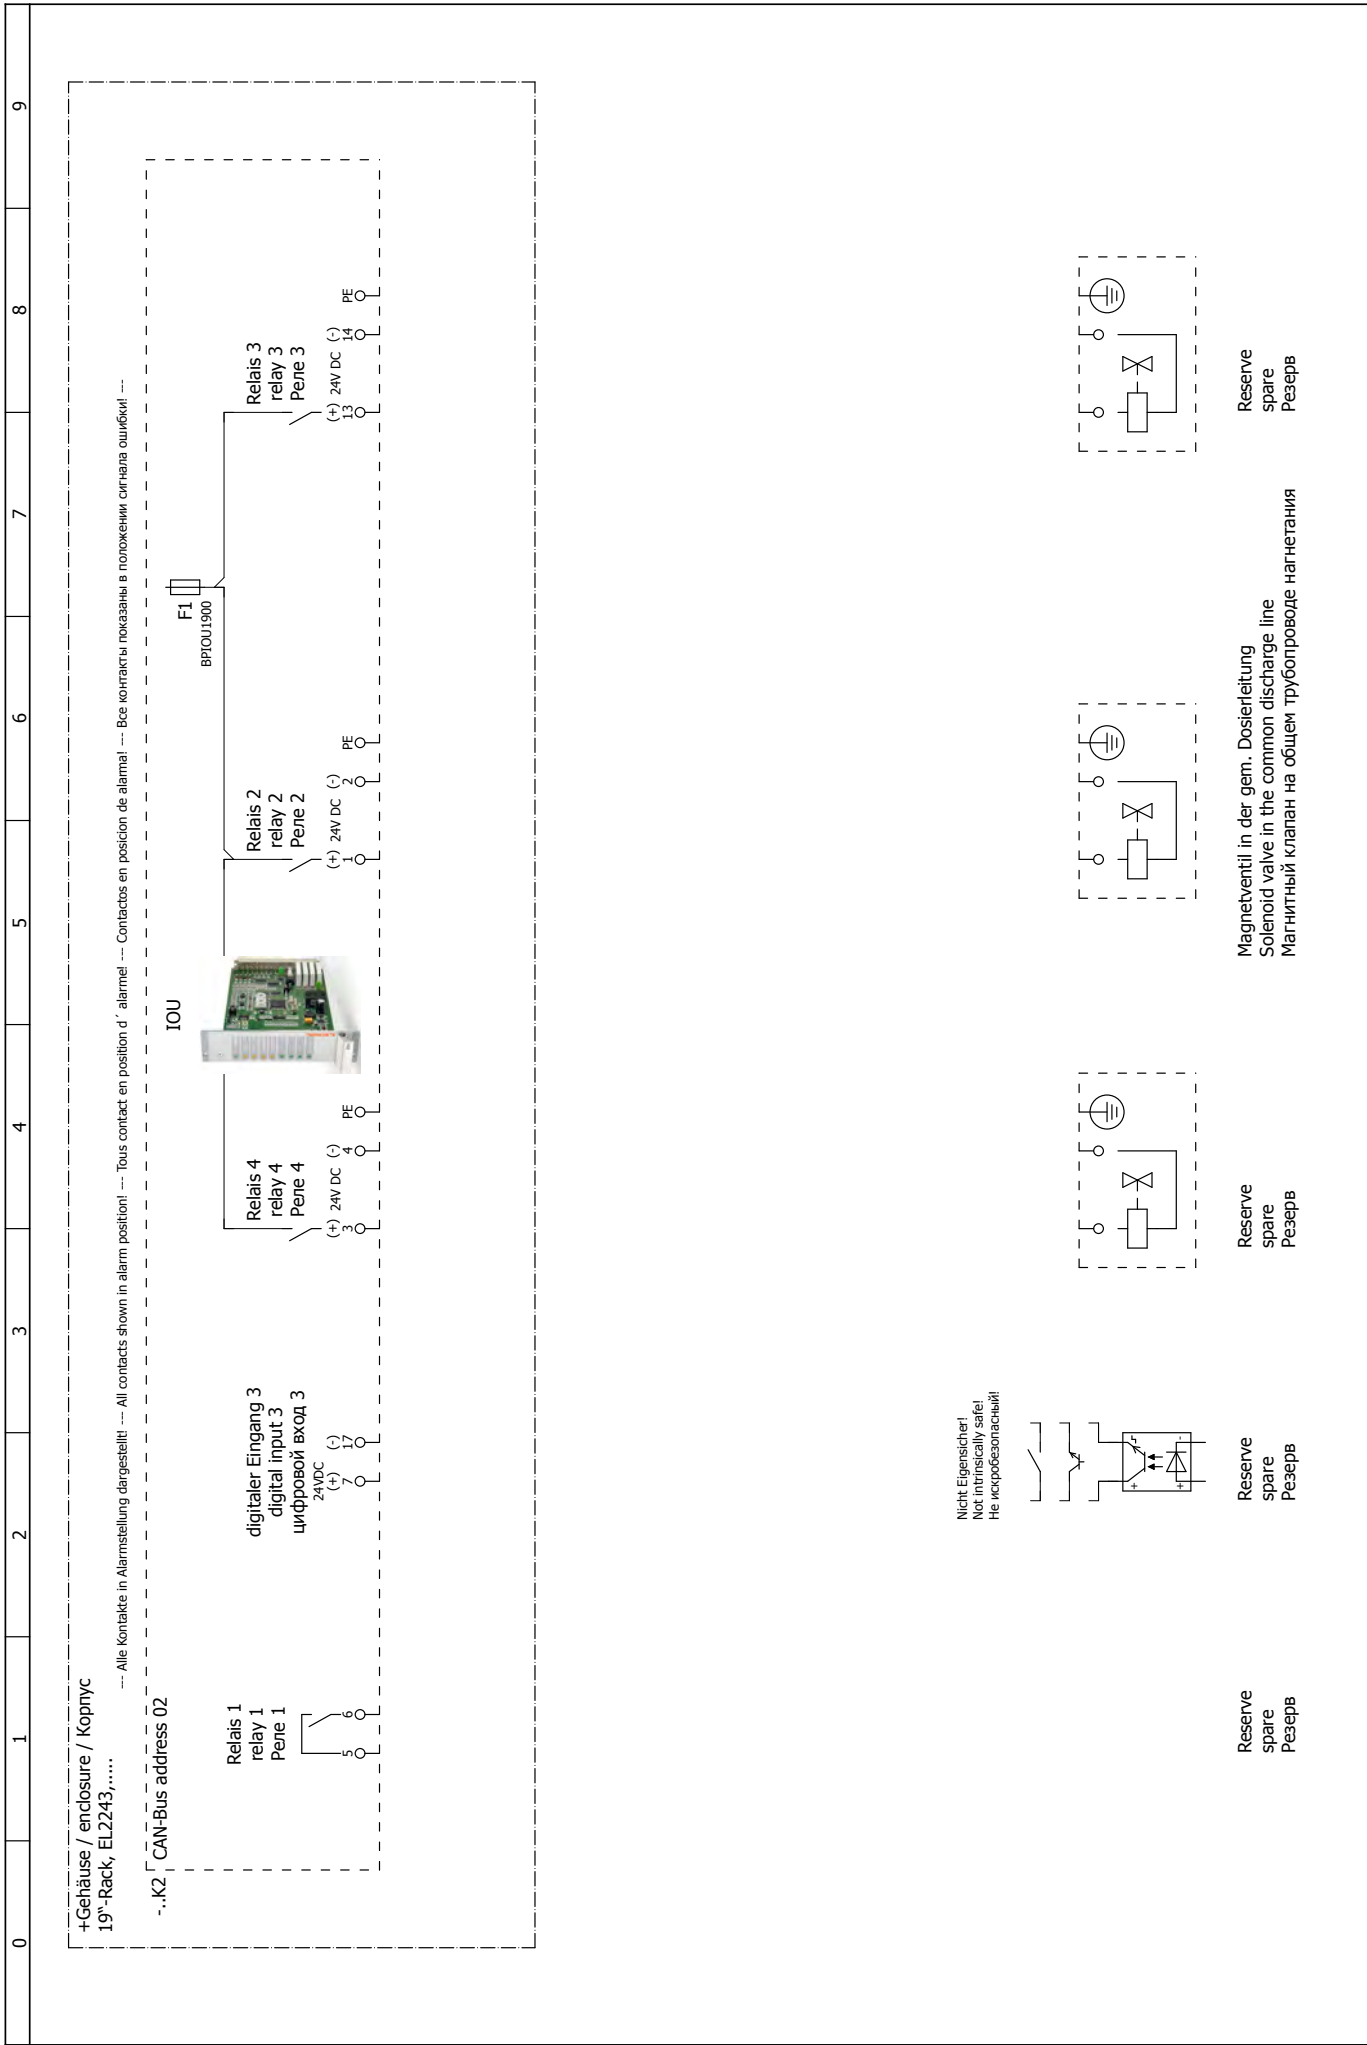 0 1 2 3 4 5 6 7 8 9
+Gehäuse / enclosure / Корпус
19"-Rack, EL2243,.....
--- Alle Kontakte in Alarmstellung dargestellt! --- All contacts shown in alarm position! --- Tous contact en position d´ alarme! --- Contactos en posicion de alarma! --- Все контакты показаны в положении сигнала ошибки! ---
-..K2
CAN-Bus address 02
IOU
F1
BPIOU1900
Relais 1
relay 1
Реле 1
5 6
digitaler Eingang 3
digital input 3
цифровой вход 3
24VDC
(+) (-)
7 17
Relais 4
relay 4
Реле 4
(+) 24V DC (-)
3 4 PE
Relais 2
relay 2
Реле 2
(+) 24V DC (-)
1 2 PE
Relais 3
relay 3
Реле 3
(+) 24V DC (-)
13 14 PE
Nicht Eigensicher!
Not intrinsically safe!
Не искробезопасный!
+
+ -
Reserve
spare
Резерв
Reserve
spare
Резерв
Reserve
spare
Резерв
Magnetventil in der gem. Dosierleitung
Solenoid valve in the common discharge line
Магнитный клапан на общем трубопроводе нагнетания
Reserve
spare
Резерв